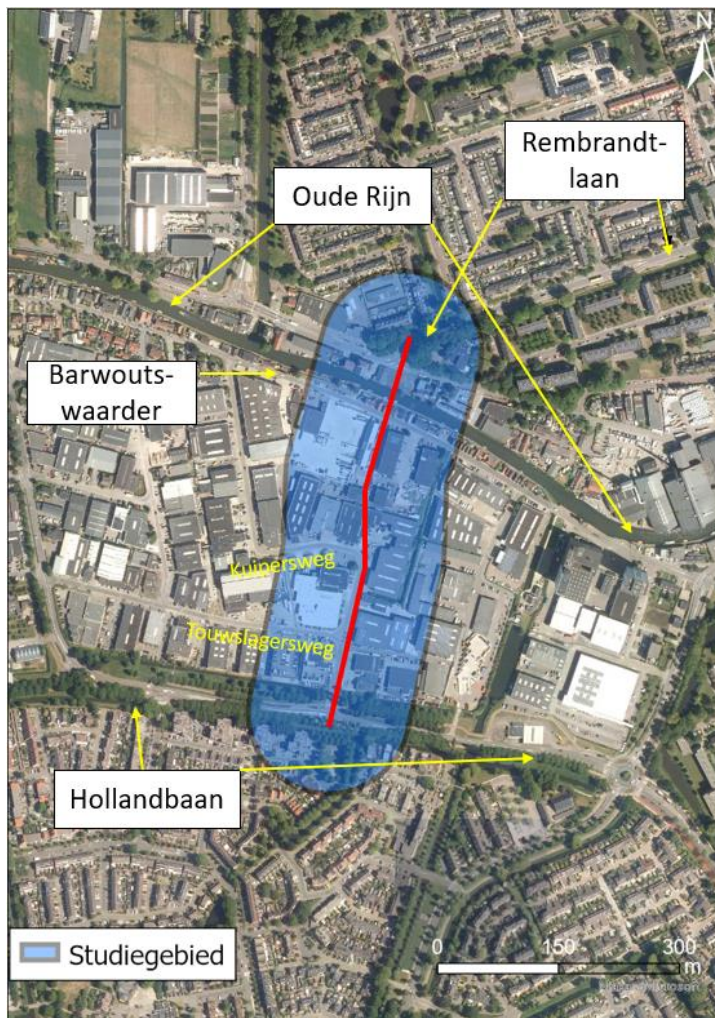 N
Rembrandt-
laan
Oude Rijn
Barwouts-
waarder
Kuipersweg
Touwslagersweg
Hollandbaan
Studiegebied
0 150 300
m